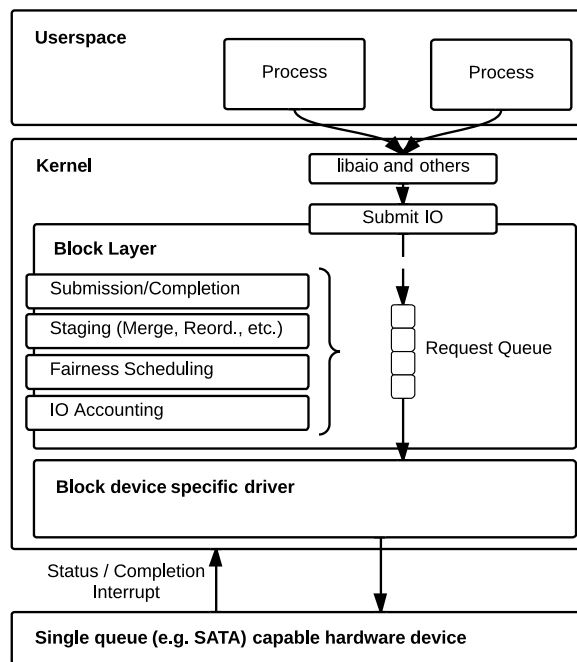 Userspace
Process
Process
Kernel
libaio and others
Submit IO
Block Layer
Submission/Completion
Staging (Merge, Reord., etc.)
Fairness Scheduling
IO Accounting
Request Queue
Block device specific driver
Status / Completion
Interrupt
Single queue (e.g. SATA) capable hardware device